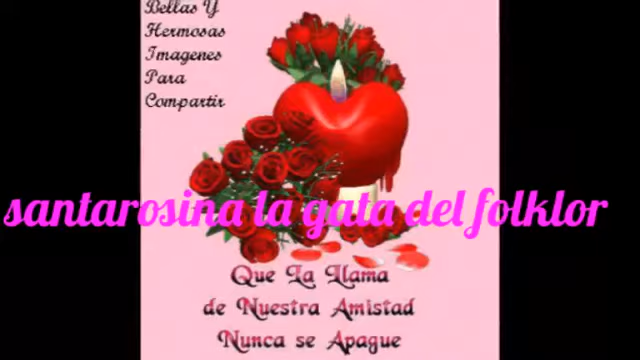 Bellas Y
Hermosas
Imagenes
Para
Compartir
santarosina la gata del folklor
Que La Llama
de Nuestra Amistad
Nunca se Apague